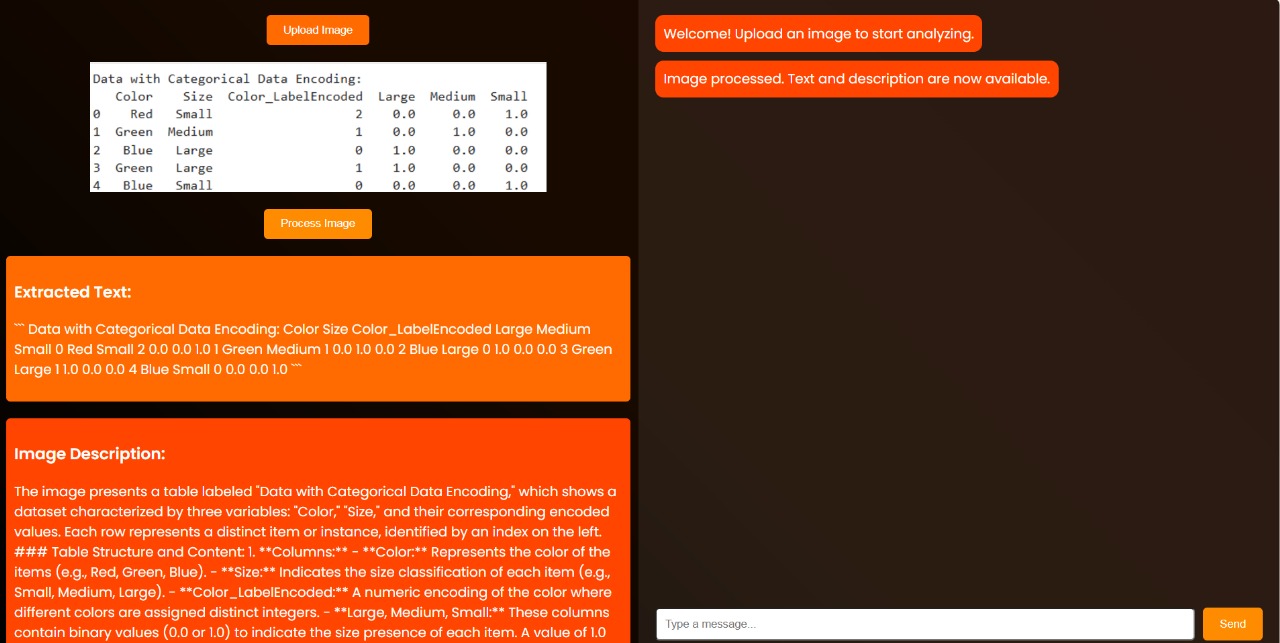 Upload Image
Data with Categorical Data Encoding:
Color Size Color_LabelEncoded Large Medium Small
0 Red Small 2 0.0 0.0 1.0
1 Green Medium 1 0.0 1.0 0.0
2 Blue Large 0 1.0 0.0 0.0
3 Green Large 1 1.0 0.0 0.0
4 Blue Small 0 0.0 0.0 1.0
Process Image
Extracted Text:
``` Data with Categorical Data Encoding: Color Size Color_LabelEncoded Large Medium
Small 0 Red Small 2 0.0 0.0 1.0 1 Green Medium 1 0.0 1.0 0.0 2 Blue Large 0 1.0 0.0 0.0 3 Green
Large 1 1.0 0.0 0.0 4 Blue Small 0 0.0 0.0 1.0 ```
Image Description:
The image presents a table labeled "Data with Categorical Data Encoding," which shows a
dataset characterized by three variables: "Color," "Size," and their corresponding encoded
values. Each row represents a distinct item or instance, identified by an index on the left.
### Table Structure and Content: 1. **Columns:** - **Color:** Represents the color of the
items (e.g., Red, Green, Blue). - **Size:** Indicates the size classification of each item (e.g.,
Small, Medium, Large). - **Color_LabelEncoded:** A numeric encoding of the color where
different colors are assigned distinct integers. - **Large, Medium, Small:** These columns
contain binary values (0.0 or 1.0) to indicate the size presence of each item. A value of 1.0
Welcome! Upload an image to start analyzing.
Image processed. Text and description are now available.
Type a message...
Send